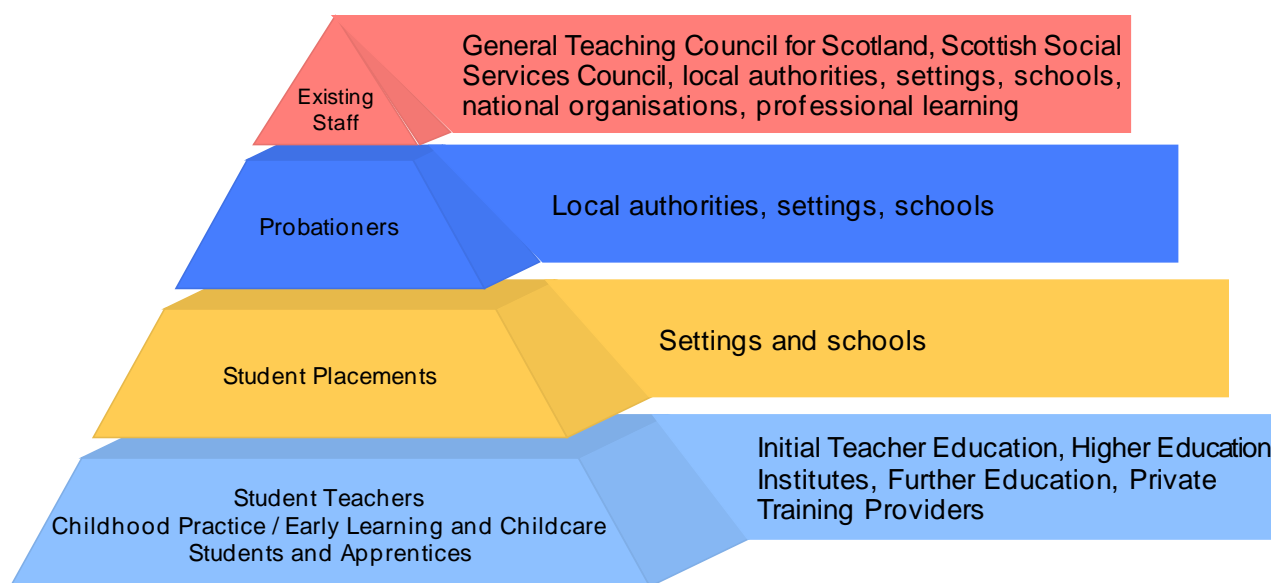 Existing
Staff
General Teaching Council for Scotland, Scottish Social
Services Council, local authorities, settings, schools,
national organisations, professional learning
Probationers
Local authorities, settings, schools
Student Placements
Settings and schools
Student Teachers
Childhood Practice / Early Learning and Childcare
Students and Apprentices
Initial Teacher Education, Higher Education
Institutes, Further Education, Private
Training Providers